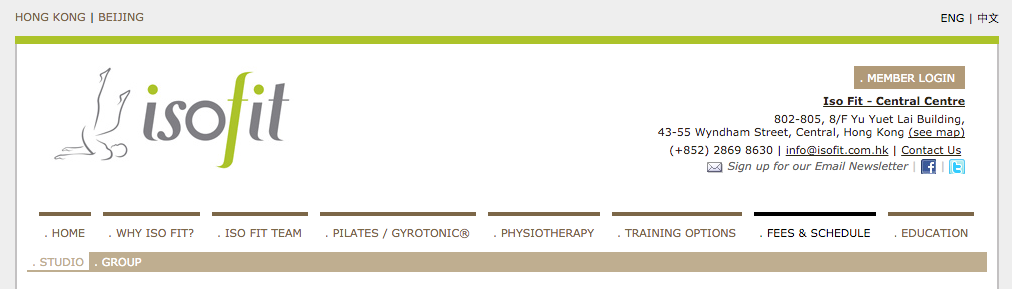 HONG KONG | BEIJING
ENG | 中文
isofit
. MEMBER LOGIN
Iso Fit - Central Centre
802-805, 8/F Yu Yuet Lai Building,
43-55 Wyndham Street, Central, Hong Kong (see map)
(+852) 2869 8630 | info@isofit.com.hk | Contact Us
Sign up for our Email Newsletter | f | t
. HOME . WHY ISO FIT? . ISO FIT TEAM . PILATES / GYROTONIC® . PHYSIOTHERAPY . TRAINING OPTIONS . FEES & SCHEDULE . EDUCATION
. STUDIO . GROUP